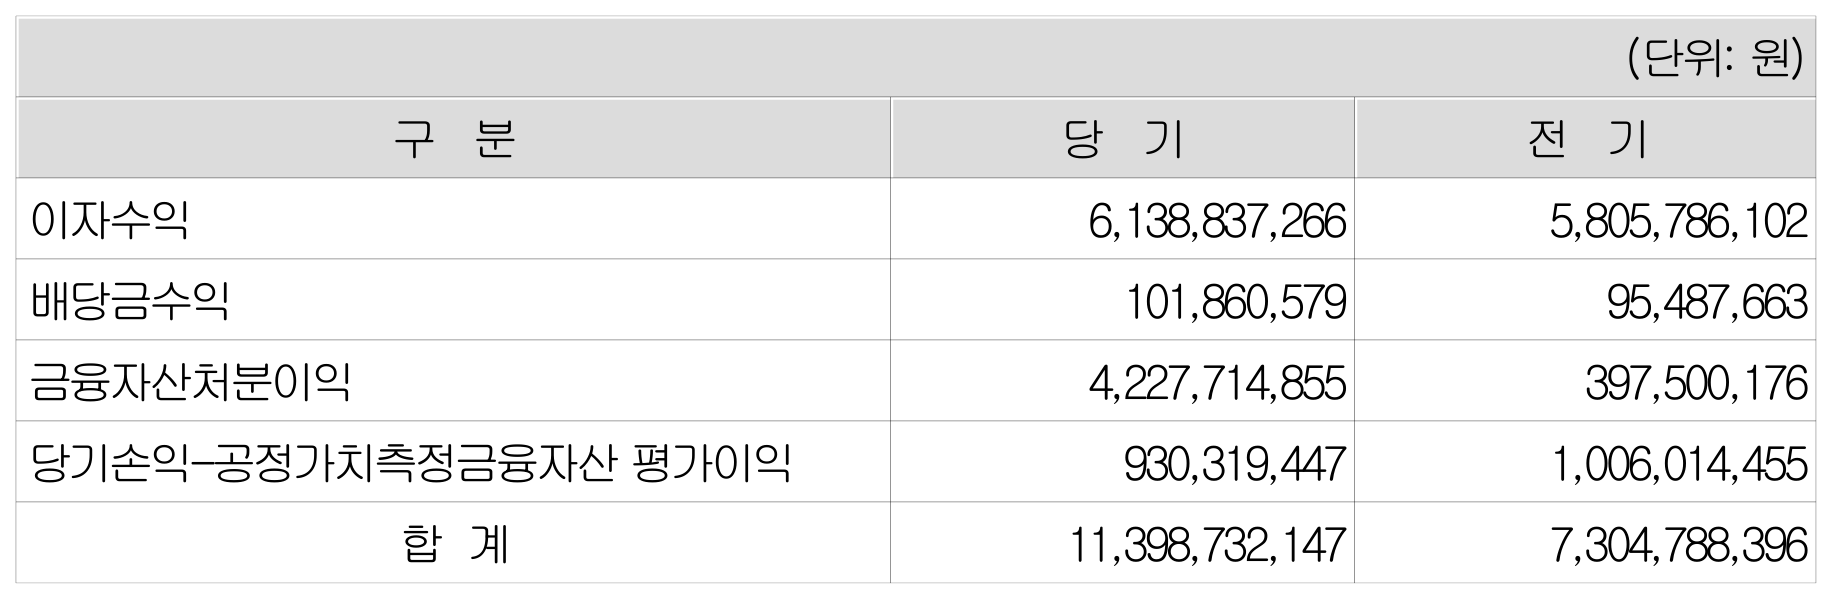 (단위: 원)
구 분 당 기 전 기
이자수익 6,138,837,266 5,805,786,102
배당금수익 101,860,579 95,487,663
금융자산처분이익 4,227,714,855 397,500,176
당기손익-공정가치측정금융자산 평가이익 930,319,447 1,006,014,455
합 계 11,398,732,147 7,304,788,396